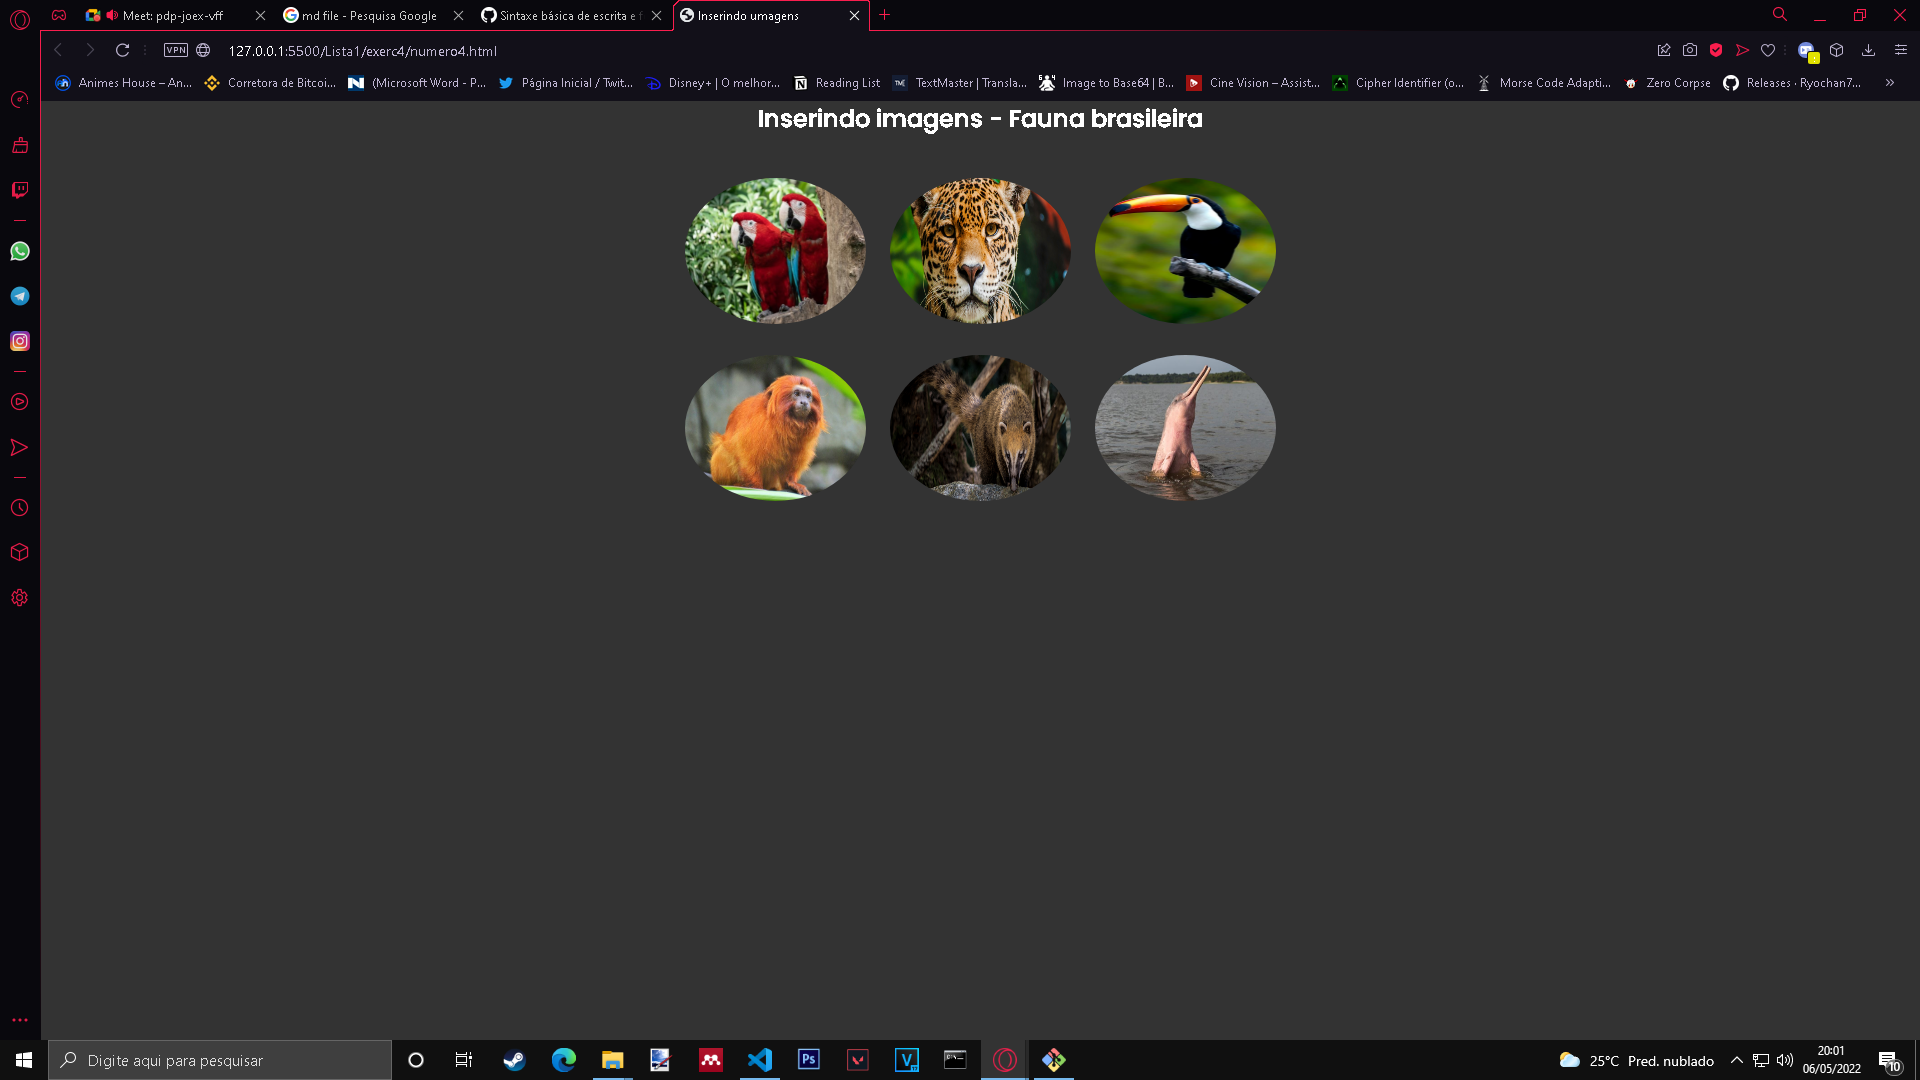 Meet: pdp-joex-vff
md file - Pesquisa Google
Sintaxe básica de escrita e f
Inserindo umagens
VPN
127.0.0.1:5500/Lista1/exerc4/numero4.html
Animes House – An...
Corretora de Bitcoi...
(Microsoft Word - P...
Página Inicial / Twit...
Disney+ | O melhor...
Reading List
TextMaster | Transla...
Image to Base64 | B...
Cine Vision – Assist...
Cipher Identifier (o...
Morse Code Adapti...
Zero Corpse
Releases · Ryochan7...
Inserindo imagens - Fauna brasileira
Digite aqui para pesquisar
Ps
V
25°C Pred. nublado
20:01
06/05/2022
10